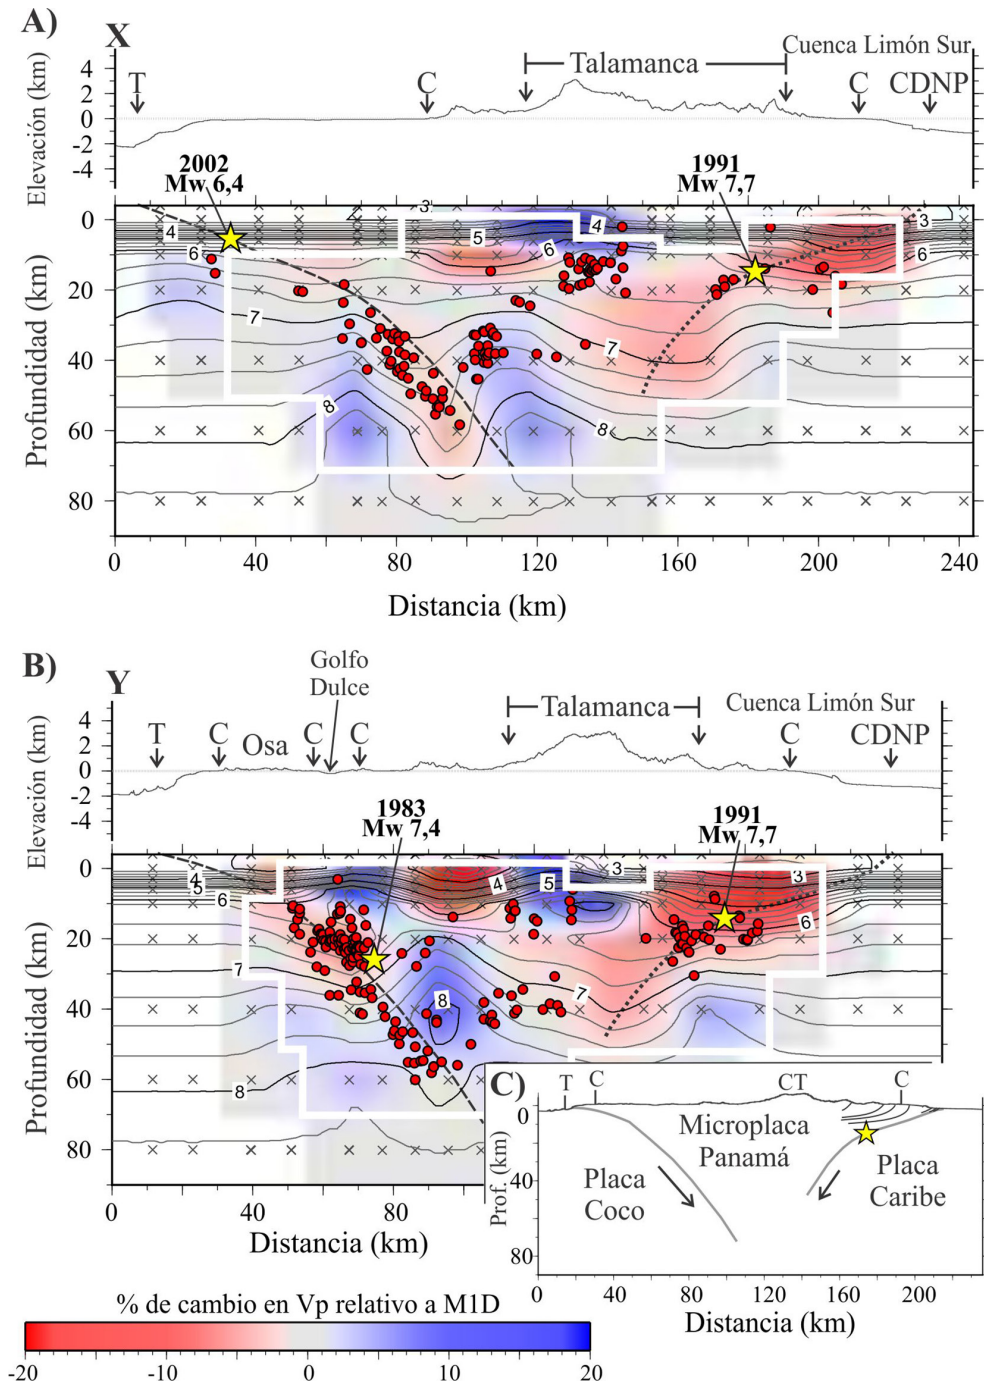 A)
X
Elevación (km)
4
2
0
-2
-4
T
C
Talamanca
Cuenca Limón Sur
C
CDNP
2002
Mw 6,4
1991
Mw 7,7
Profundidad (km)
0
20
40
60
80
3
4
5
6
4
6
3
6
7
7
8
8
0
40
80
120
160
200
240
Distancia (km)
B)
Y
Golfo
Dulce
Elevación (km)
4
2
0
-2
-4
T
C
Osa
C
C
Talamanca
Cuenca Limón Sur
C
CDNP
1983
Mw 7,4
1991
Mw 7,7
Profundidad (km)
0
20
40
60
80
4
5
6
4
5
3
3
6
7
7
8
8
0
40
80
Distancia (km)
C)
T
C
CT
C
Prof. (km)
0
40
80
Microplaca
Panamá
Placa
Coco
Placa
Caribe
0
40
80
120
160
200
Distancia (km)
% de cambio en Vp relativo a M1D
-20
-10
0
10
20